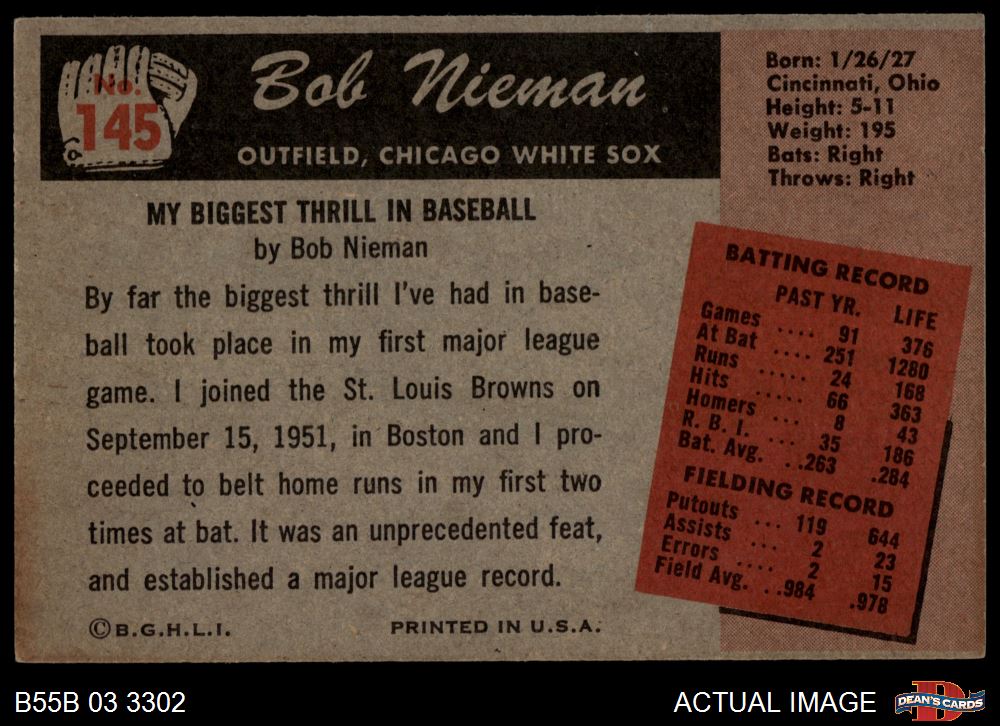 No.
145
Bob Nieman
OUTFIELD, CHICAGO WHITE SOX
Born: 1/26/27
Cincinnati, Ohio
Height: 5-11
Weight: 195
Bats: Right
Throws: Right
MY BIGGEST THRILL IN BASEBALL
by Bob Nieman
By far the biggest thrill I've had in base-
ball took place in my first major league
game. I joined the St. Louis Browns on
September 15, 1951, in Boston and I pro-
ceeded to belt home runs in my first two
times at bat. It was an unprecedented feat,
and established a major league record.
©B.G.H.L.I. PRINTED IN U.S.A.
BATTING RECORD
PAST YR. LIFE
Games .... 91 376
At Bat .... 251 1280
Runs ..... 24 168
Hits ..... 66 363
Homers .... 8 43
R. B. I. ... 35 186
Bat. Avg. ..263 .284
FIELDING RECORD
Putouts ... 119 644
Assists ... 2 23
Errors .... 2 15
Field Avg. ..984 .978
B55B 03 3302
ACTUAL IMAGE
D
DEAN'S CARDS